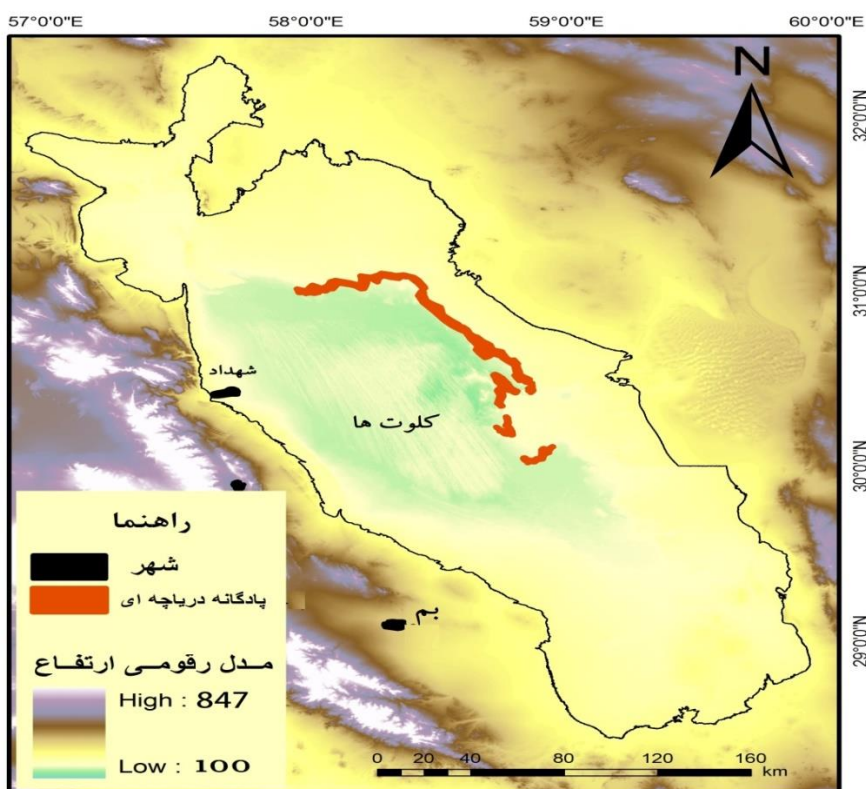 57°0'0"E 58°0'0"E 59°0'0"E 60°0'0"E
N
32°0'0"N
31°0'0"N
30°0'0"N
29°0'0"N
شهداد
کلوت ها
بم
راهنما
شهر
پادگانه دریاچه ای
مدل رقومی ارتفاع
High : 847
Low : 100
0 20 40 80 120 160
km